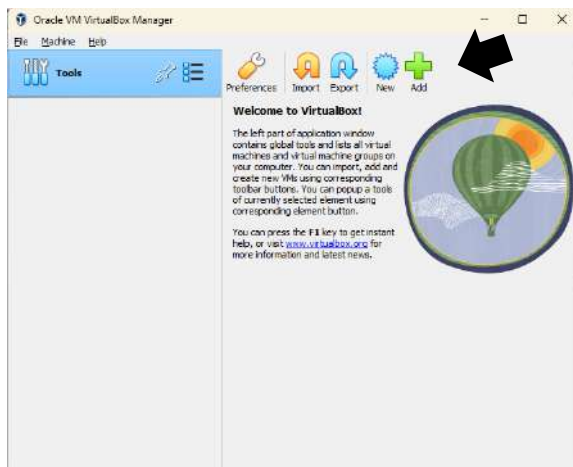 Oracle VM VirtualBox Manager
File Machine Help
Tools
Preferences Import Export New Add
Welcome to VirtualBox!
The left part of application window
contains global tools and lists all virtual
machines and virtual machine groups on
your computer. You can import, add and
create new VMs using corresponding
toolbar buttons. You can popup a tools
of currently selected element using
corresponding element button.
You can press the F1 key to get instant
help, or visit www.virtualbox.org for
more information and latest news.